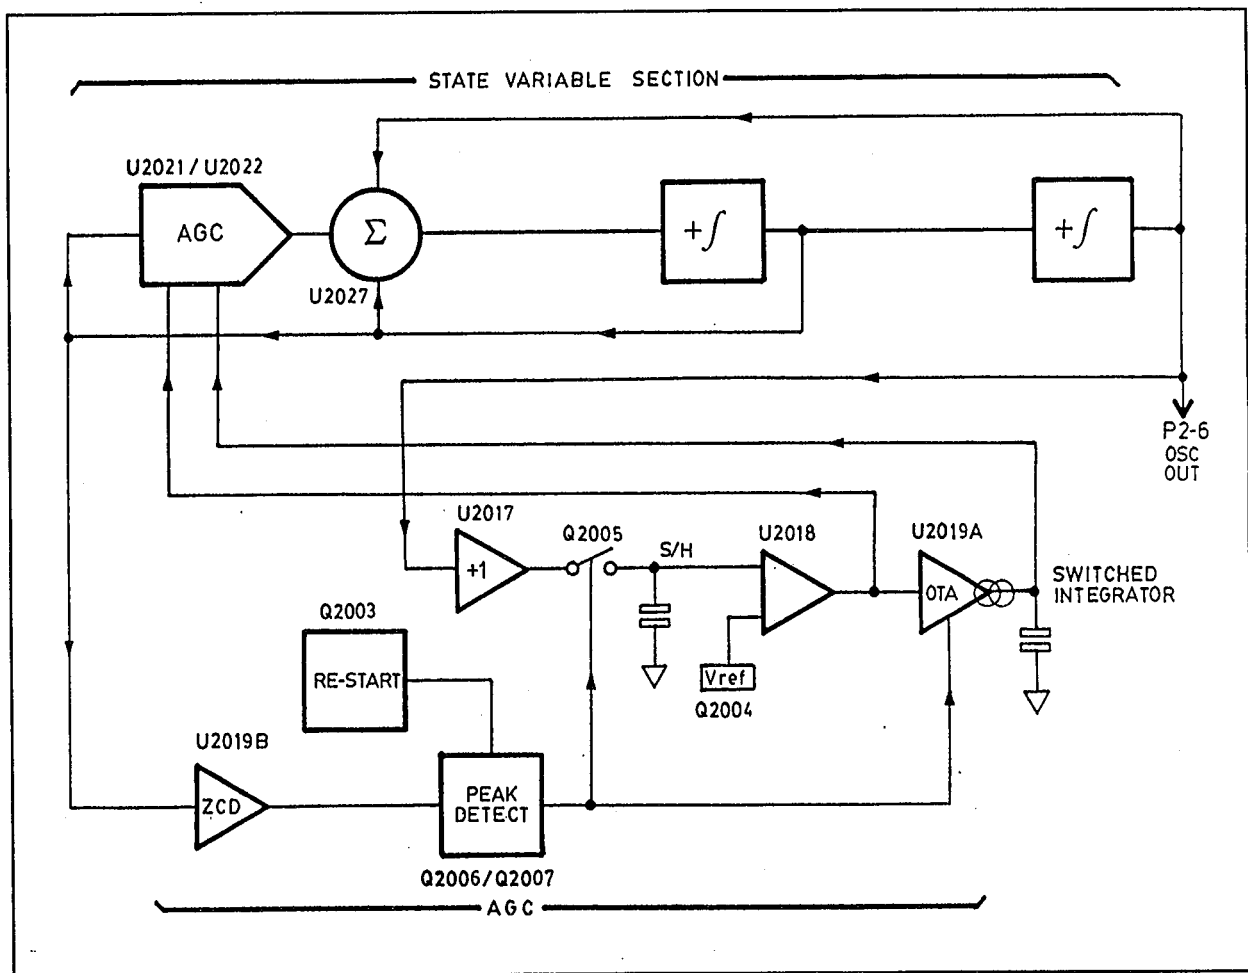 STATE VARIABLE SECTION
U2021 / U2022
AGC
Σ
+∫
+∫
U2027
P2-6
OSC
OUT
U2017
+1
Q2005
S/H
U2018
U2019A
OTA
SWITCHED
INTEGRATOR
Q2003
RE-START
Vref
Q2004
U2019B
ZCD
PEAK
DETECT
Q2006/Q2007
AGC